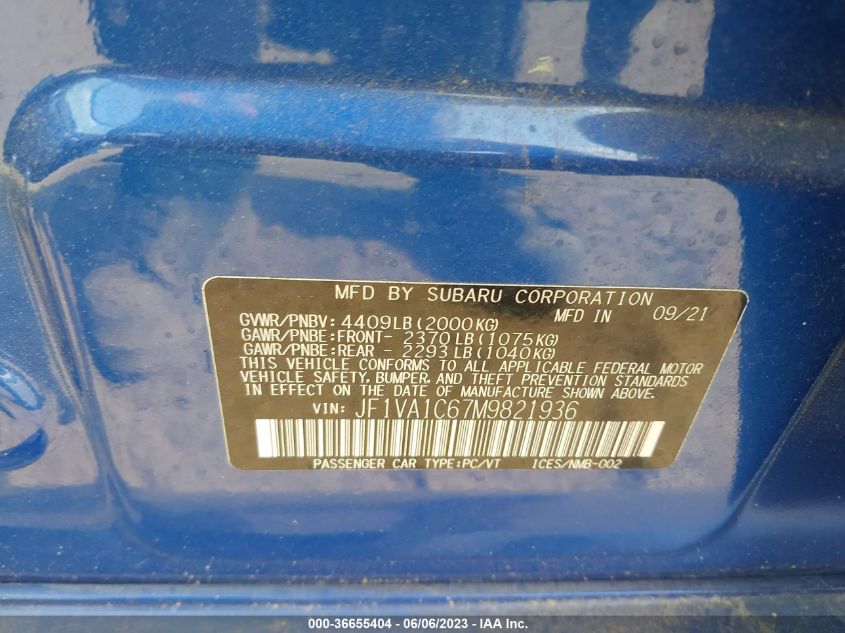 MFD BY SUBARU CORPORATION
GVWR/PNBV: 4409LB(2000KG) MFD IN 09/21
GAWR/PNBE:FRONT- 2370LB(1075KG)
GAWR/PNBE:REAR - 2293LB(1040KG)
THIS VEHICLE CONFORMS TO ALL APPLICABLE FEDERAL MOTOR
VEHICLE SAFETY, BUMPER, AND THEFT PREVENTION STANDARDS
IN EFFECT ON THE DATE OF MANUFACTURE SHOWN ABOVE.
VIN: JF1VA1C67M9821936
PASSENGER CAR TYPE:PC/VT ICES/NMB-002
000-36655404 - 06/06/2023 - IAA Inc.